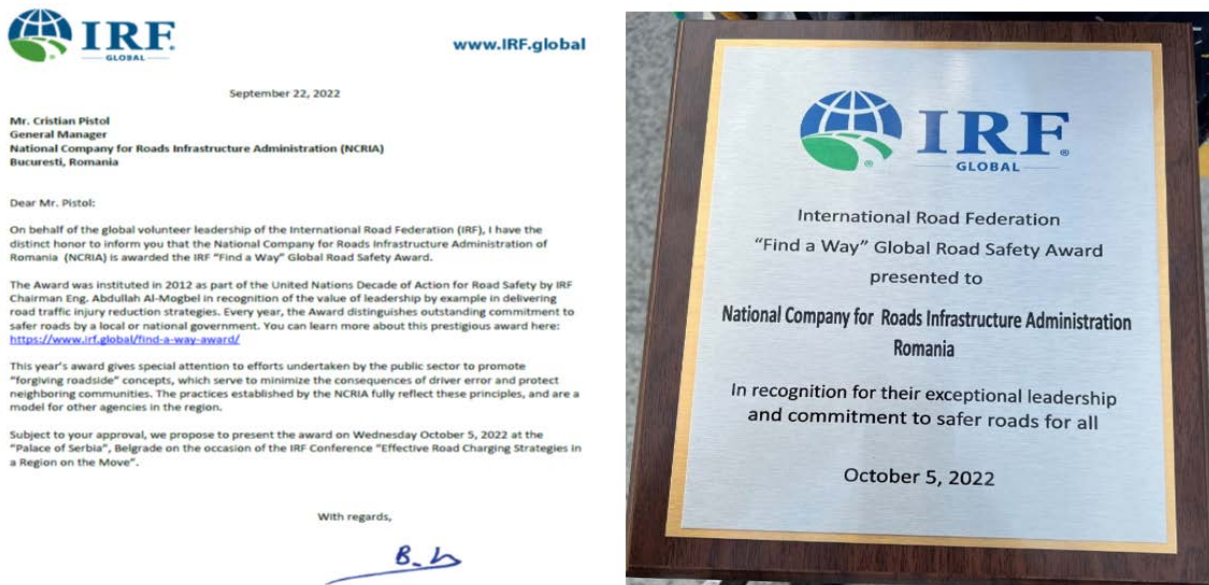 IRF
GLOBAL
www.IRF.global
September 22, 2022
Mr. Cristian Pistol
General Manager
National Company for Roads Infrastructure Administration (NCRIA)
Bucuresti, Romania
Dear Mr. Pistol:
On behalf of the global volunteer leadership of the International Road Federation (IRF), I have the
distinct honor to inform you that the National Company for Roads Infrastructure Administration of
Romania (NCRIA) is awarded the IRF "Find a Way" Global Road Safety Award.
The Award was instituted in 2012 as part of the United Nations Decade of Action for Road Safety by IRF
Chairman Eng. Abdullah Al-Mogbel in recognition of the value of leadership by example in delivering
road traffic injury reduction strategies. Every year, the Award distinguishes outstanding commitment to
safer roads by a local or national government. You can learn more about this prestigious award here:
https://www.irf.global/find-a-way-award/
This year's award gives special attention to efforts undertaken by the public sector to promote
"forgiving roadside" concepts, which serve to minimize the consequences of driver error and protect
neighboring communities. The practices established by the NCRIA fully reflect these principles, and are a
model for other agencies in the region.
Subject to your approval, we propose to present the award on Wednesday October 5, 2022 at the
"Palace of Serbia", Belgrade on the occasion of the IRF Conference "Effective Road Charging Strategies in
a Region on the Move".
With regards,
IRF®
GLOBAL
International Road Federation
"Find a Way" Global Road Safety Award
presented to
National Company for Roads Infrastructure Administration
Romania
In recognition for their exceptional leadership
and commitment to safer roads for all
October 5, 2022